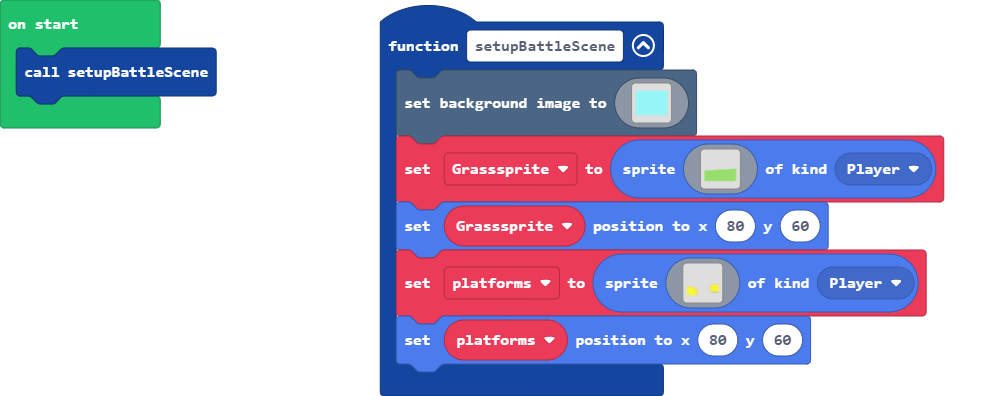 on start
call setupBattleScene
function setupBattleScene
set background image to
set Grasssprite to sprite of kind Player
set Grasssprite position to x 80 y 60
set platforms to sprite of kind Player
set platforms position to x 80 y 60